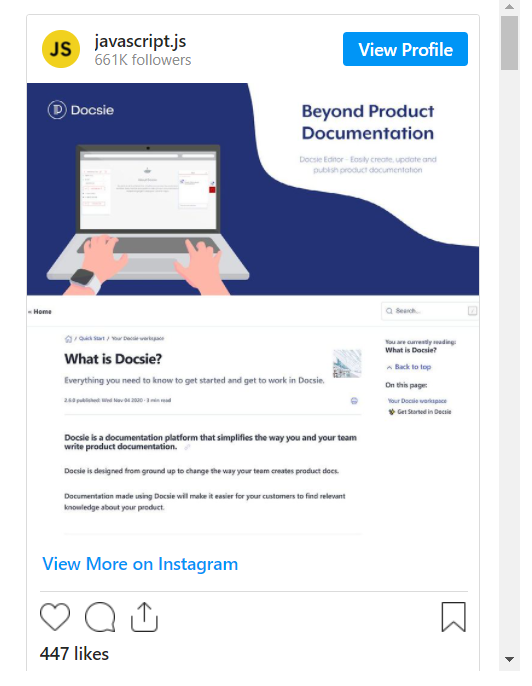 JS
javascript.js
661K followers
View Profile
Docsie
Beyond Product
Documentation
Docsie Editor - Easily create, update and
publish product documentation
« Home
Search...
/
/ Quick Start / Your Docsie workspace
What is Docsie?
Everything you need to know to get started and get to work in Docsie.
2.6.8 published: Wed Nov 04 2020 · 3 min read
Docsie is a documentation platform that simplifies the way you and your team
write product documentation.
Docsie is designed from ground up to change the way your team creates product docs.
Documentation made using Docsie will make it easier for your customers to find relevant
knowledge about your product.
You are currently reading:
What is Docsie?
Back to top
On this page:
Your Docsie workspace
Get Started in Docsie
View More on Instagram
447 likes